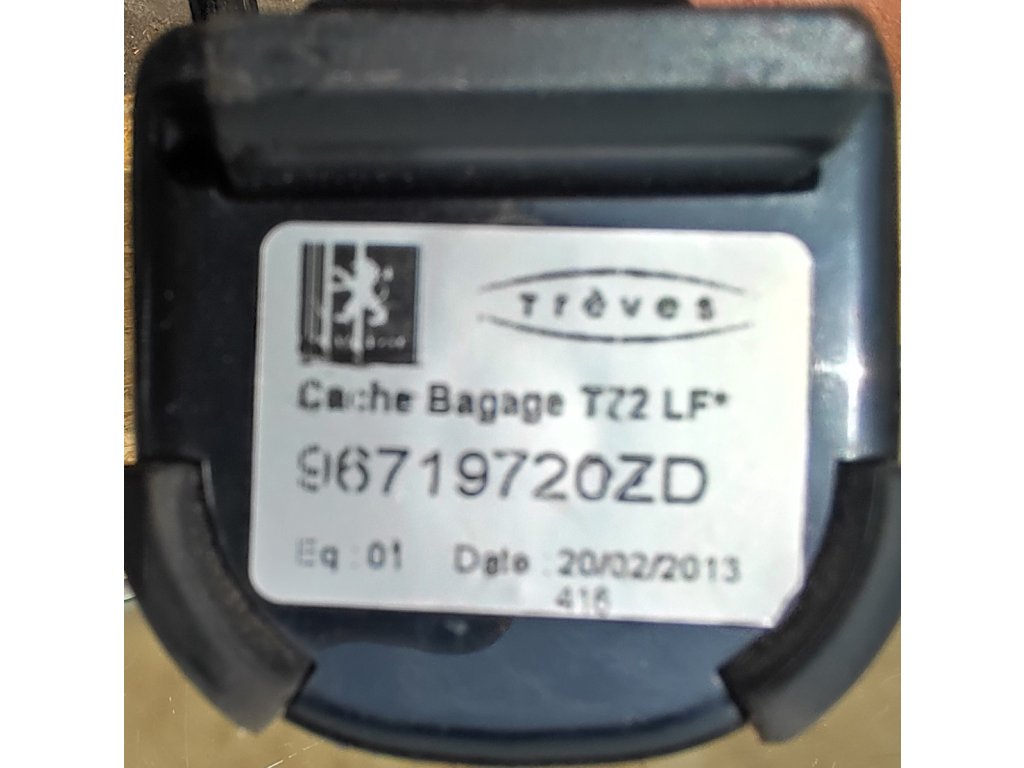 Trèves
Cache Bagage T72 LF*
96719720ZD
Eq : 01 Date : 20/02/2013
416